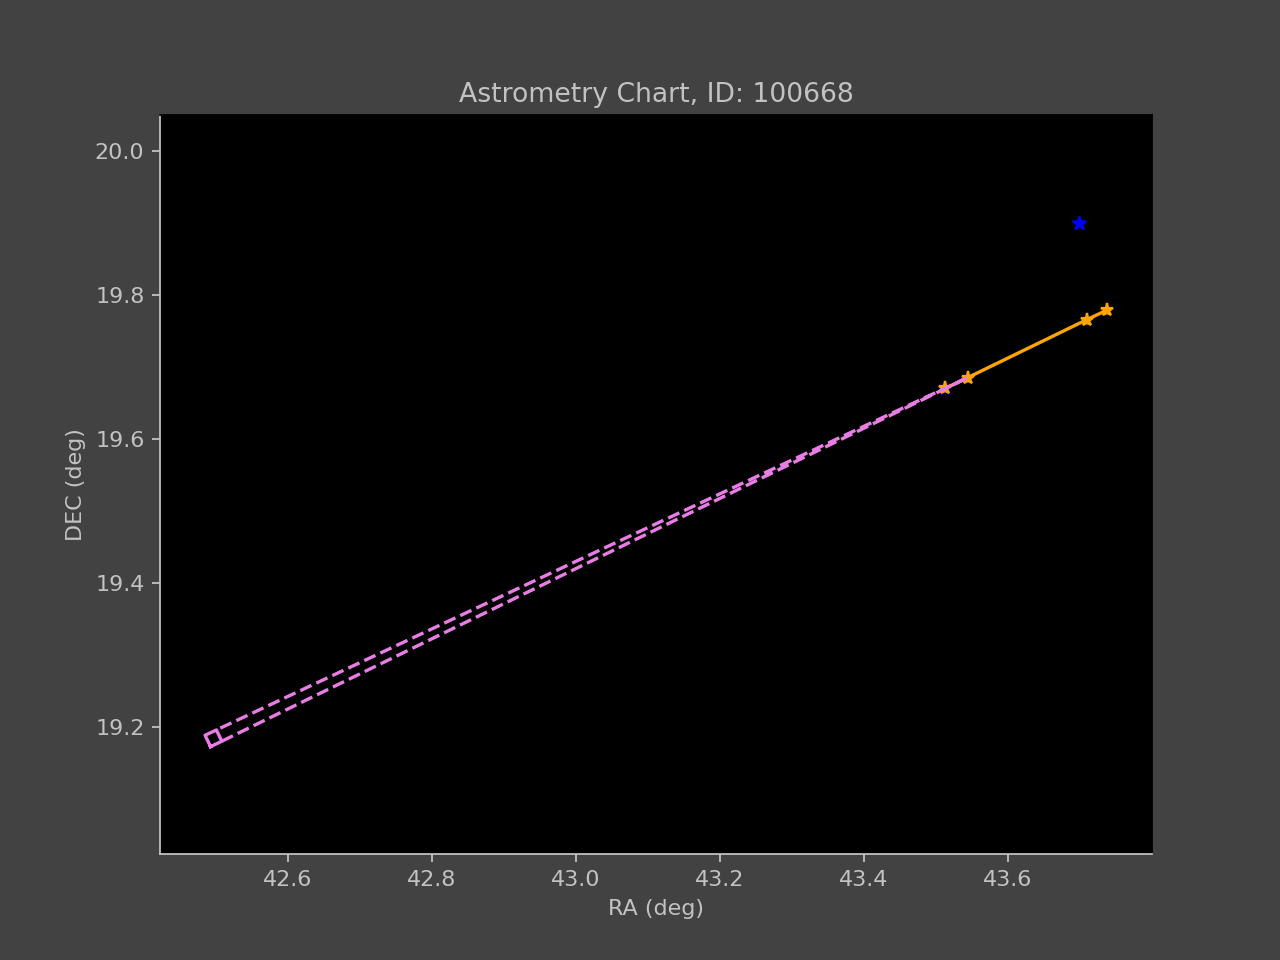 Astrometry Chart, ID: 100668
20.0
19.8
19.6
19.4
19.2
DEC (deg)
42.6 42.8 43.0 43.2 43.4 43.6
RA (deg)